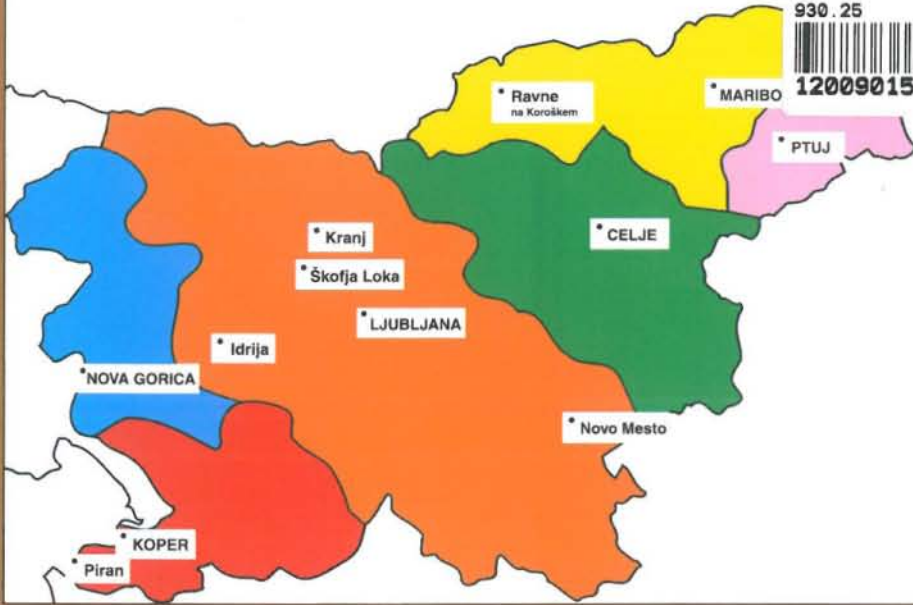 930.25
12009015
Ravne
na Koroškem
MARIBO
PTUJ
CELJE
Kranj
Škofja Loka
LJUBLJANA
Idrija
NOVA GORICA
Novo Mesto
KOPER
Piran